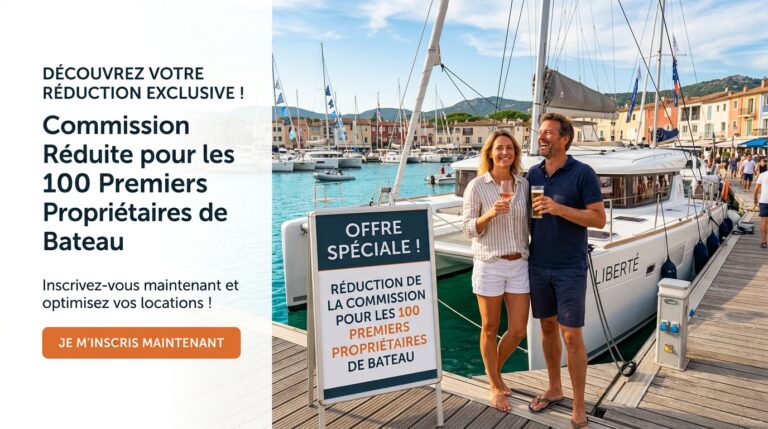 DÉCOUVREZ VOTRE
RÉDUCTION EXCLUSIVE !
Commission
Réduite pour les
100 Premiers
Propriétaires de
Bateau
Inscrivez-vous maintenant et
optimisez vos locations !
JE M'INSCRIS MAINTENANT
OFFRE
SPÉCIALE !
RÉDUCTION DE
LA COMMISSION
POUR LES 100
PREMIERS
PROPRIÉTAIRES
DE BATEAU
LIBERTÉ